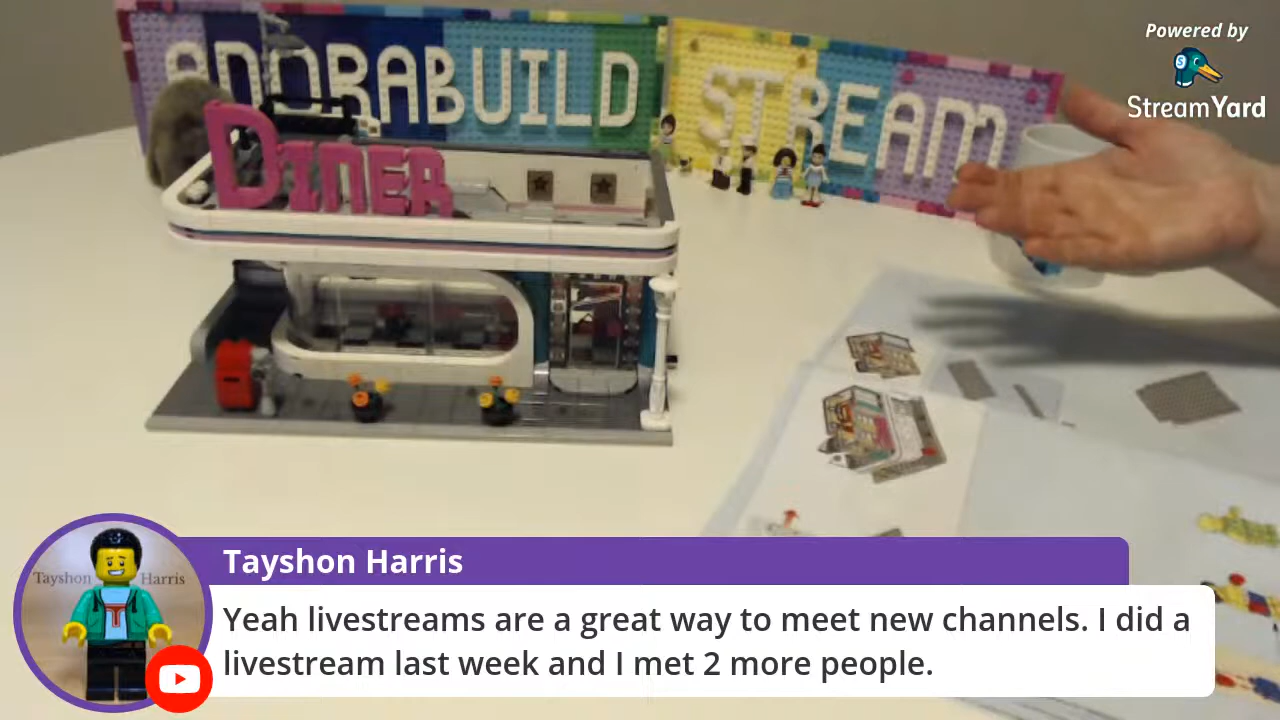 Powered by
StreamYard
ADORABUILD STREAM
DINER
Tayshon Harris
Tayshon Harris
Yeah livestreams are a great way to meet new channels. I did a
livestream last week and I met 2 more people.